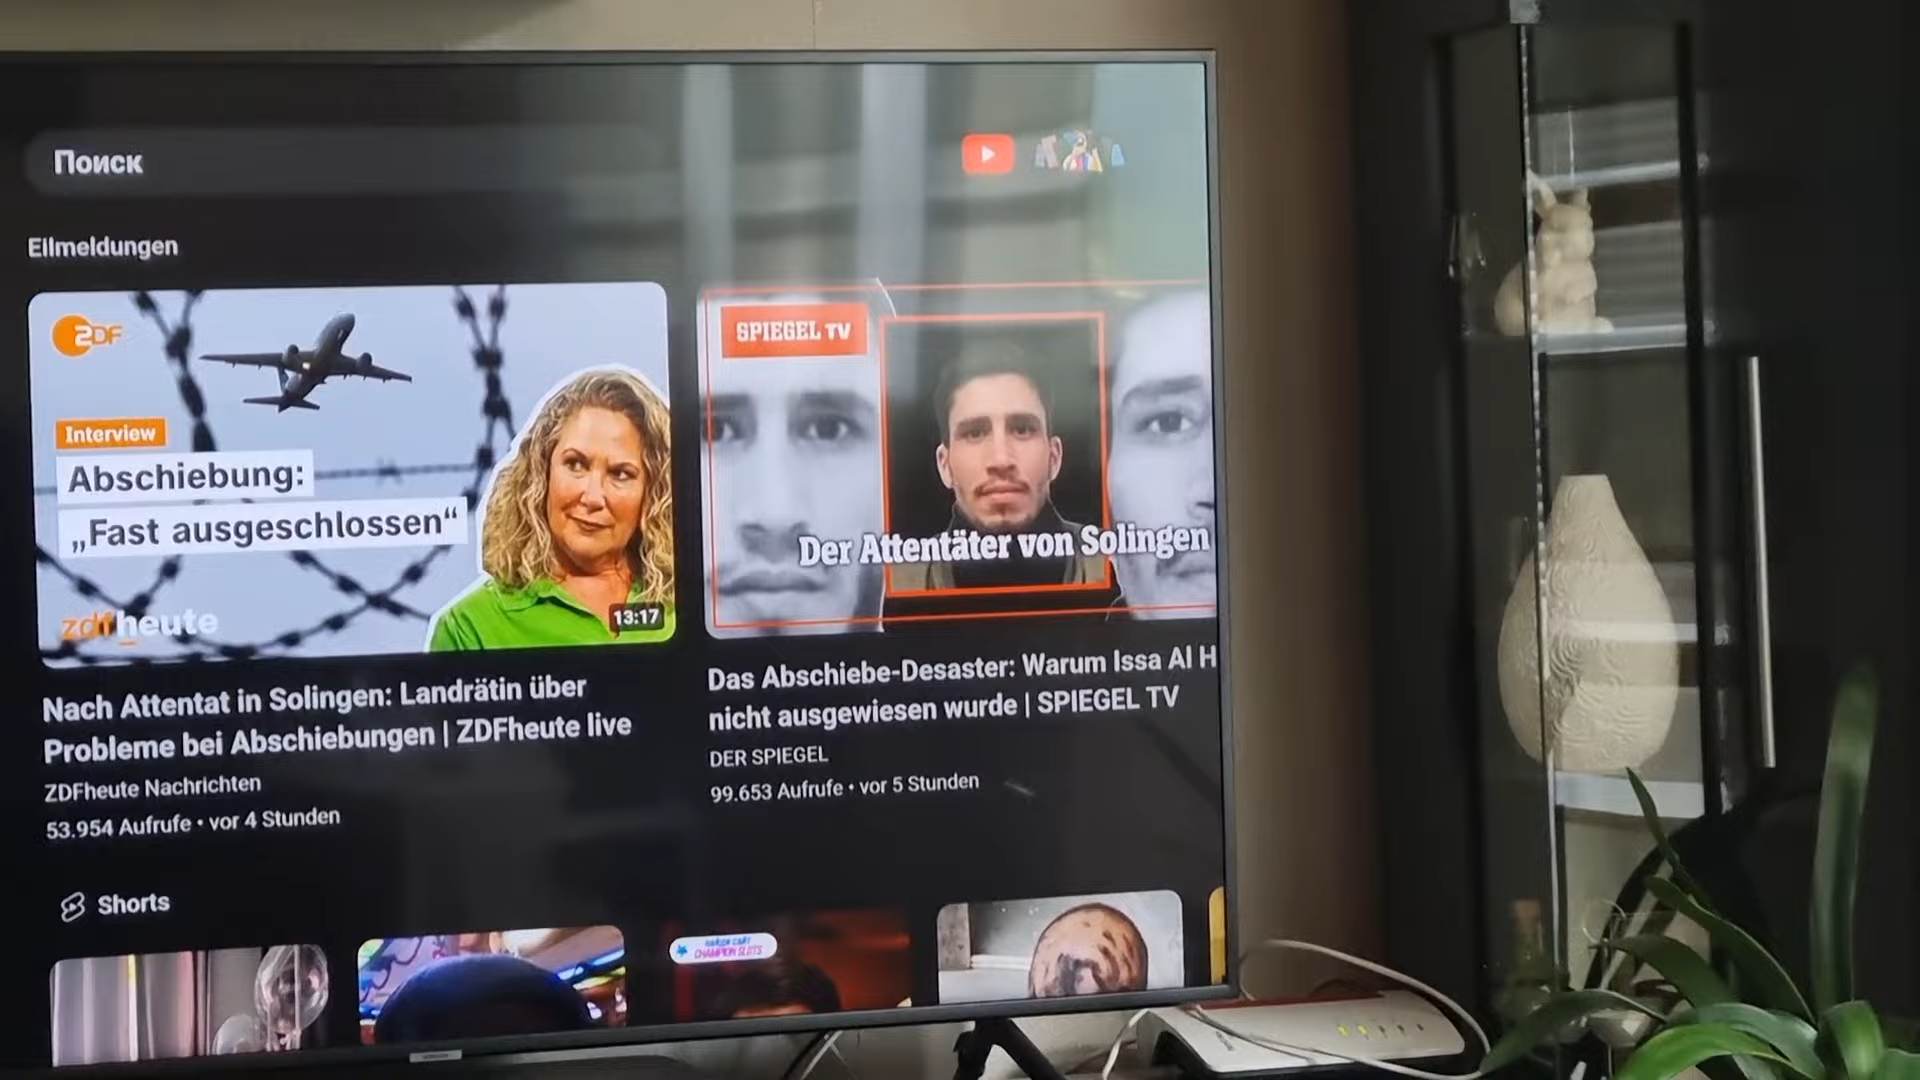 Поиск
Eilmeldungen
ZDF
Interview
Abschiebung:
„Fast ausgeschlossen“
zdfheute
13:17
Nach Attentat in Solingen: Landrätin über
Probleme bei Abschiebungen | ZDFheute live
ZDFheute Nachrichten
53.954 Aufrufe • vor 4 Stunden
SPIEGEL TV
Der Attentäter von Solingen
Das Abschiebe-Desaster: Warum Issa Al H
nicht ausgewiesen wurde | SPIEGEL TV
DER SPIEGEL
99.653 Aufrufe • vor 5 Stunden
Shorts
CHAMPION SLOTS